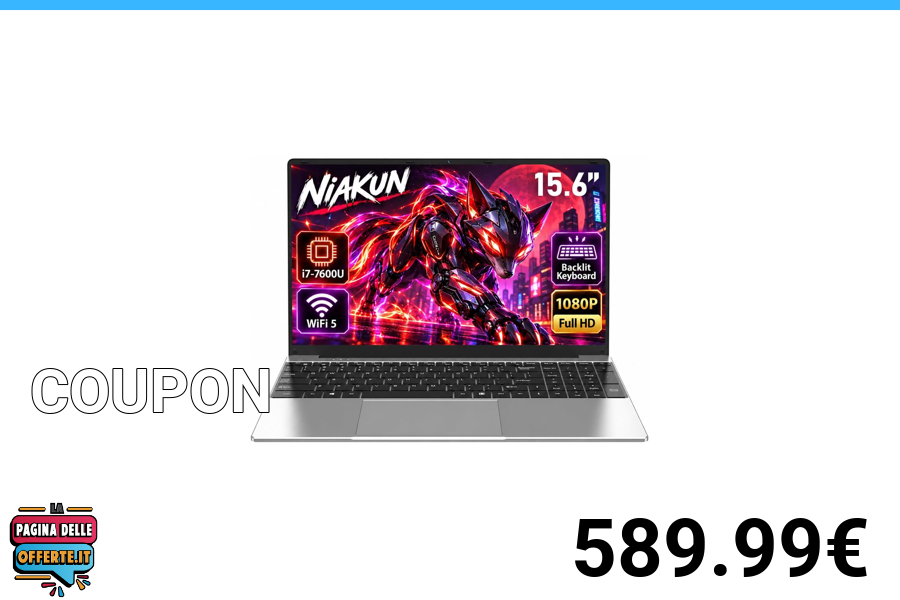 NiAKUN
15.6”
i7-7600U
WiFi 5
Backlit
Keyboard
1080P
Full HD
COUPON
LA
PAGINA DELLE
OFFERTE.IT
589.99€